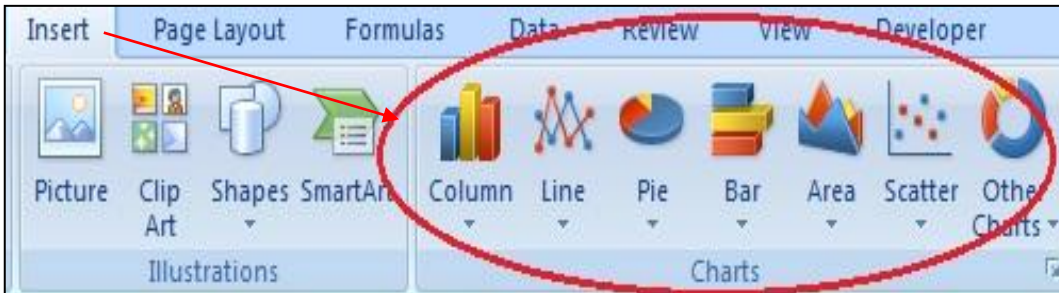 Insert Page Layout Formulas Data Review View Developer
Picture Clip Art Shapes SmartArt Column Line Pie Bar Area Scatter Other Charts
Illustrations Charts